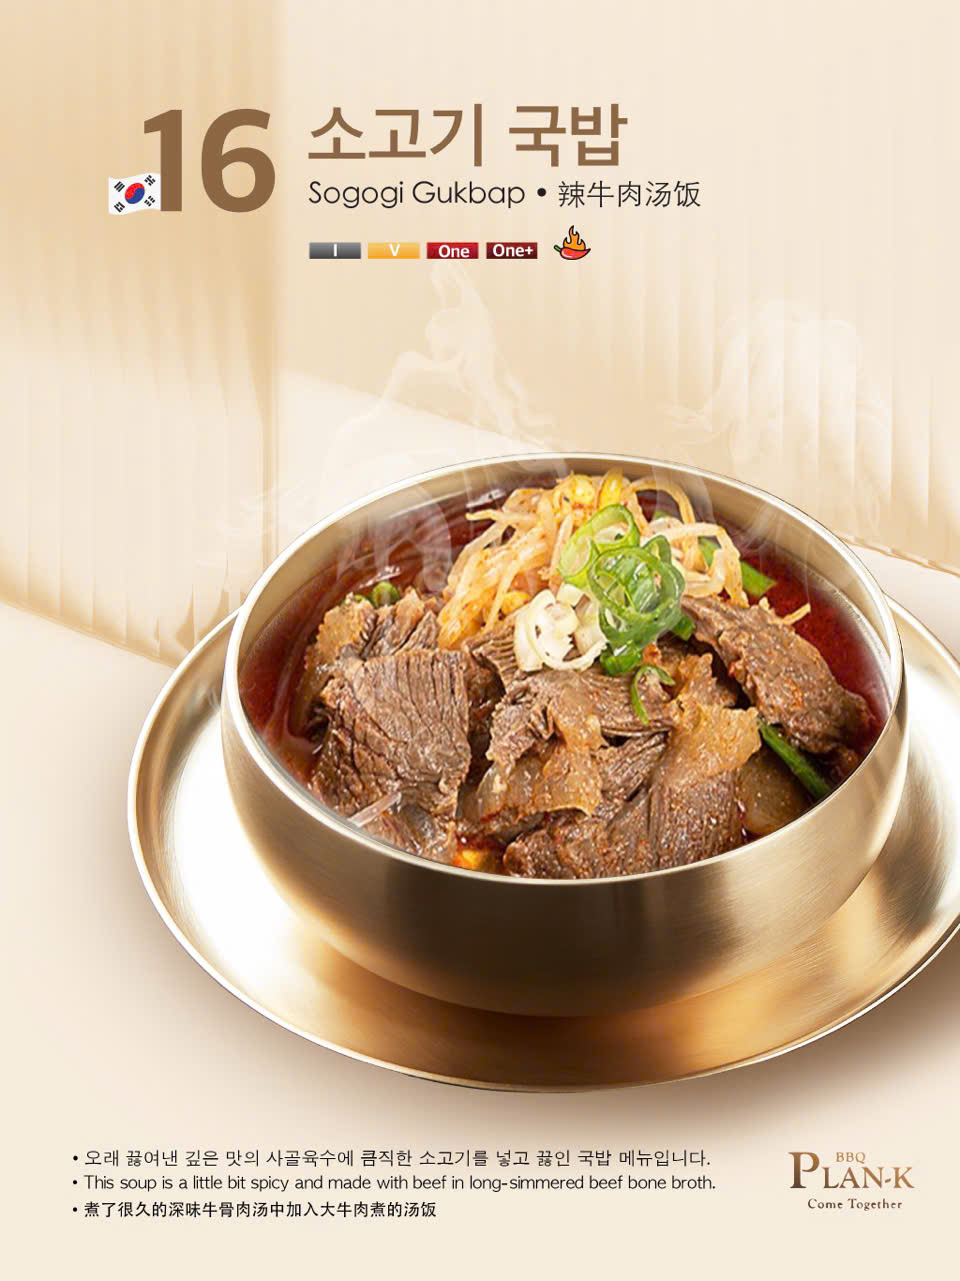 16
소고기 국밥
Sogogi Gukbap • 辣牛肉汤饭
I V One One+
• 오래 끓여낸 깊은 맛의 사골육수에 큼직한 소고기를 넣고 끓인 국밥 메뉴입니다.
• This soup is a little bit spicy and made with beef in long-simmered beef bone broth.
• 煮了很久的深味牛骨肉汤中加入大牛肉煮的汤饭
BBQ
PLAN-K
Come Together